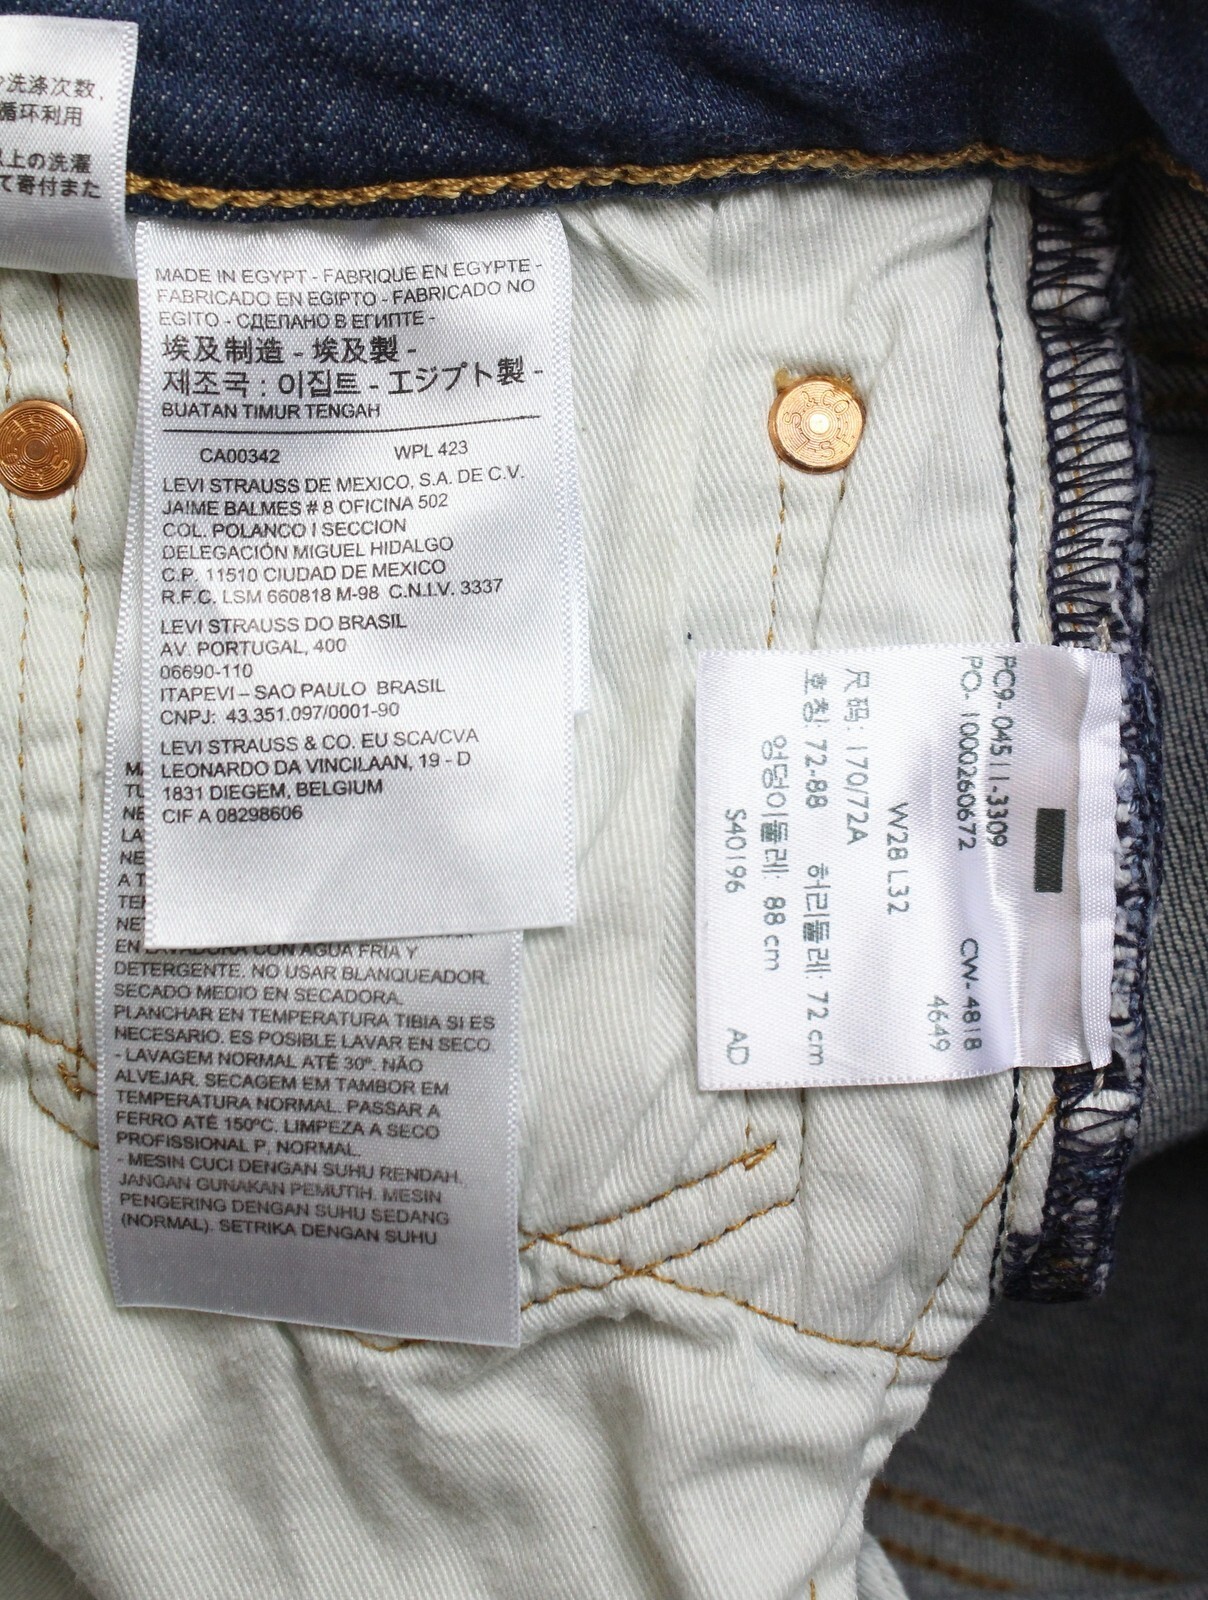 洗涤次数,
循环利用
以上の洗濯
て寄付また
MADE IN EGYPT - FABRIQUE EN EGYPTE -
FABRICADO EN EGIPTO - FABRICADO NO
EGITO - СДЕЛАНО В ЕГИПТЕ -
埃及制造 - 埃及製 -
제조국 : 이집트 - エジプト製 -
BUATAN TIMUR TENGAH
CA00342 WPL 423
LEVI STRAUSS DE MEXICO, S.A. DE C.V.
JAIME BALMES # 8 OFICINA 502
COL. POLANCO I SECCION
DELEGACIÓN MIGUEL HIDALGO
C.P. 11510 CIUDAD DE MEXICO
R.F.C. LSM 660818 M-98 C.N.I.V. 3337
LEVI STRAUSS DO BRASIL
AV. PORTUGAL, 400
06690-110
ITAPEVI – SAO PAULO BRASIL
CNPJ: 43.351.097/0001-90
LEVI STRAUSS & CO. EU SCA/CVA
LEONARDO DA VINCILAAN, 19 - D
1831 DIEGEM, BELGIUM
CIF A 08298606
EN LAVADORA CON AGUA FRIA Y
DETERGENTE. NO USAR BLANQUEADOR.
SECADO MEDIO EN SECADORA.
PLANCHAR EN TEMPERATURA TIBIA SI ES
NECESARIO. ES POSIBLE LAVAR EN SECO.
- LAVAGEM NORMAL ATÉ 30º. NÃO
ALVEJAR. SECAGEM EM TAMBOR EM
TEMPERATURA NORMAL. PASSAR A
FERRO ATÉ 150ºC. LIMPEZA A SECO
PROFISSIONAL P, NORMAL.
- MESIN CUCI DENGAN SUHU RENDAH.
JANGAN GUNAKAN PEMUTIH. MESIN
PENGERING DENGAN SUHU SEDANG
(NORMAL). SETRIKA DENGAN SUHU
PC9-04511-3309
PO- 1000260672 CW-4818
4649
W28 L32
尺码: 170/72A
호칭: 72-88 허리둘레: 72 cm
엉덩이둘레: 88 cm
S40196 AD